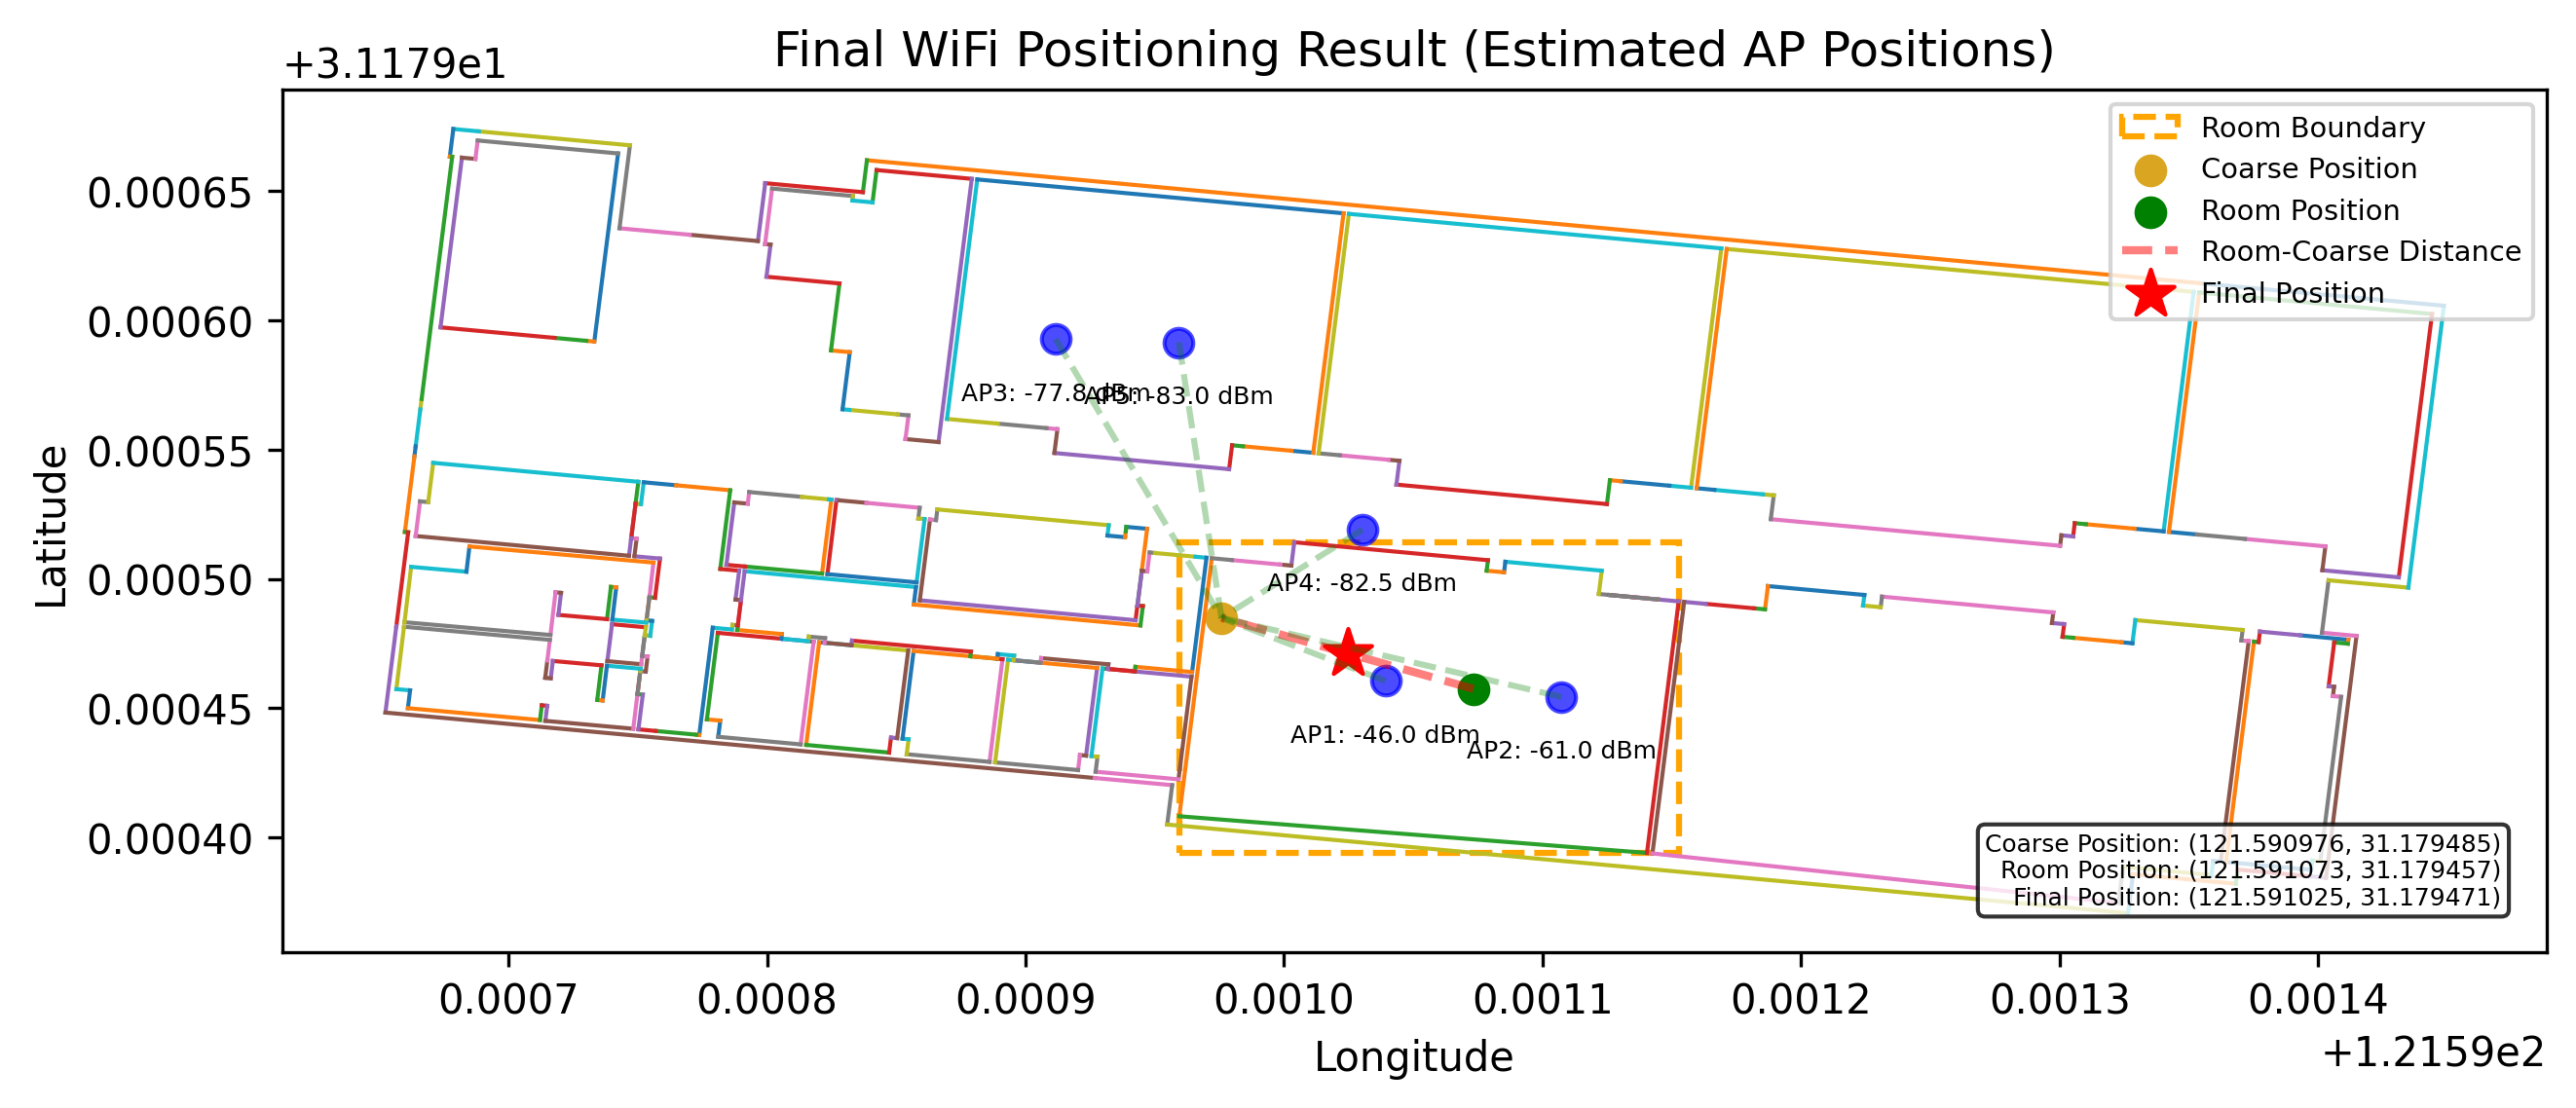 Final WiFi Positioning Result (Estimated AP Positions)
+3.1179e1
Room Boundary
Coarse Position
Room Position
Room-Coarse Distance
Final Position
Latitude
0.00065
0.00060
0.00055
0.00050
0.00045
0.00040
AP3: -77.8 dBm
AP5: -83.0 dBm
AP4: -82.5 dBm
AP1: -46.0 dBm
AP2: -61.0 dBm
Coarse Position: (121.590976, 31.179485)
Room Position: (121.591073, 31.179457)
Final Position: (121.591025, 31.179471)
0.0007 0.0008 0.0009 0.0010 0.0011 0.0012 0.0013 0.0014
Longitude
+1.2159e2